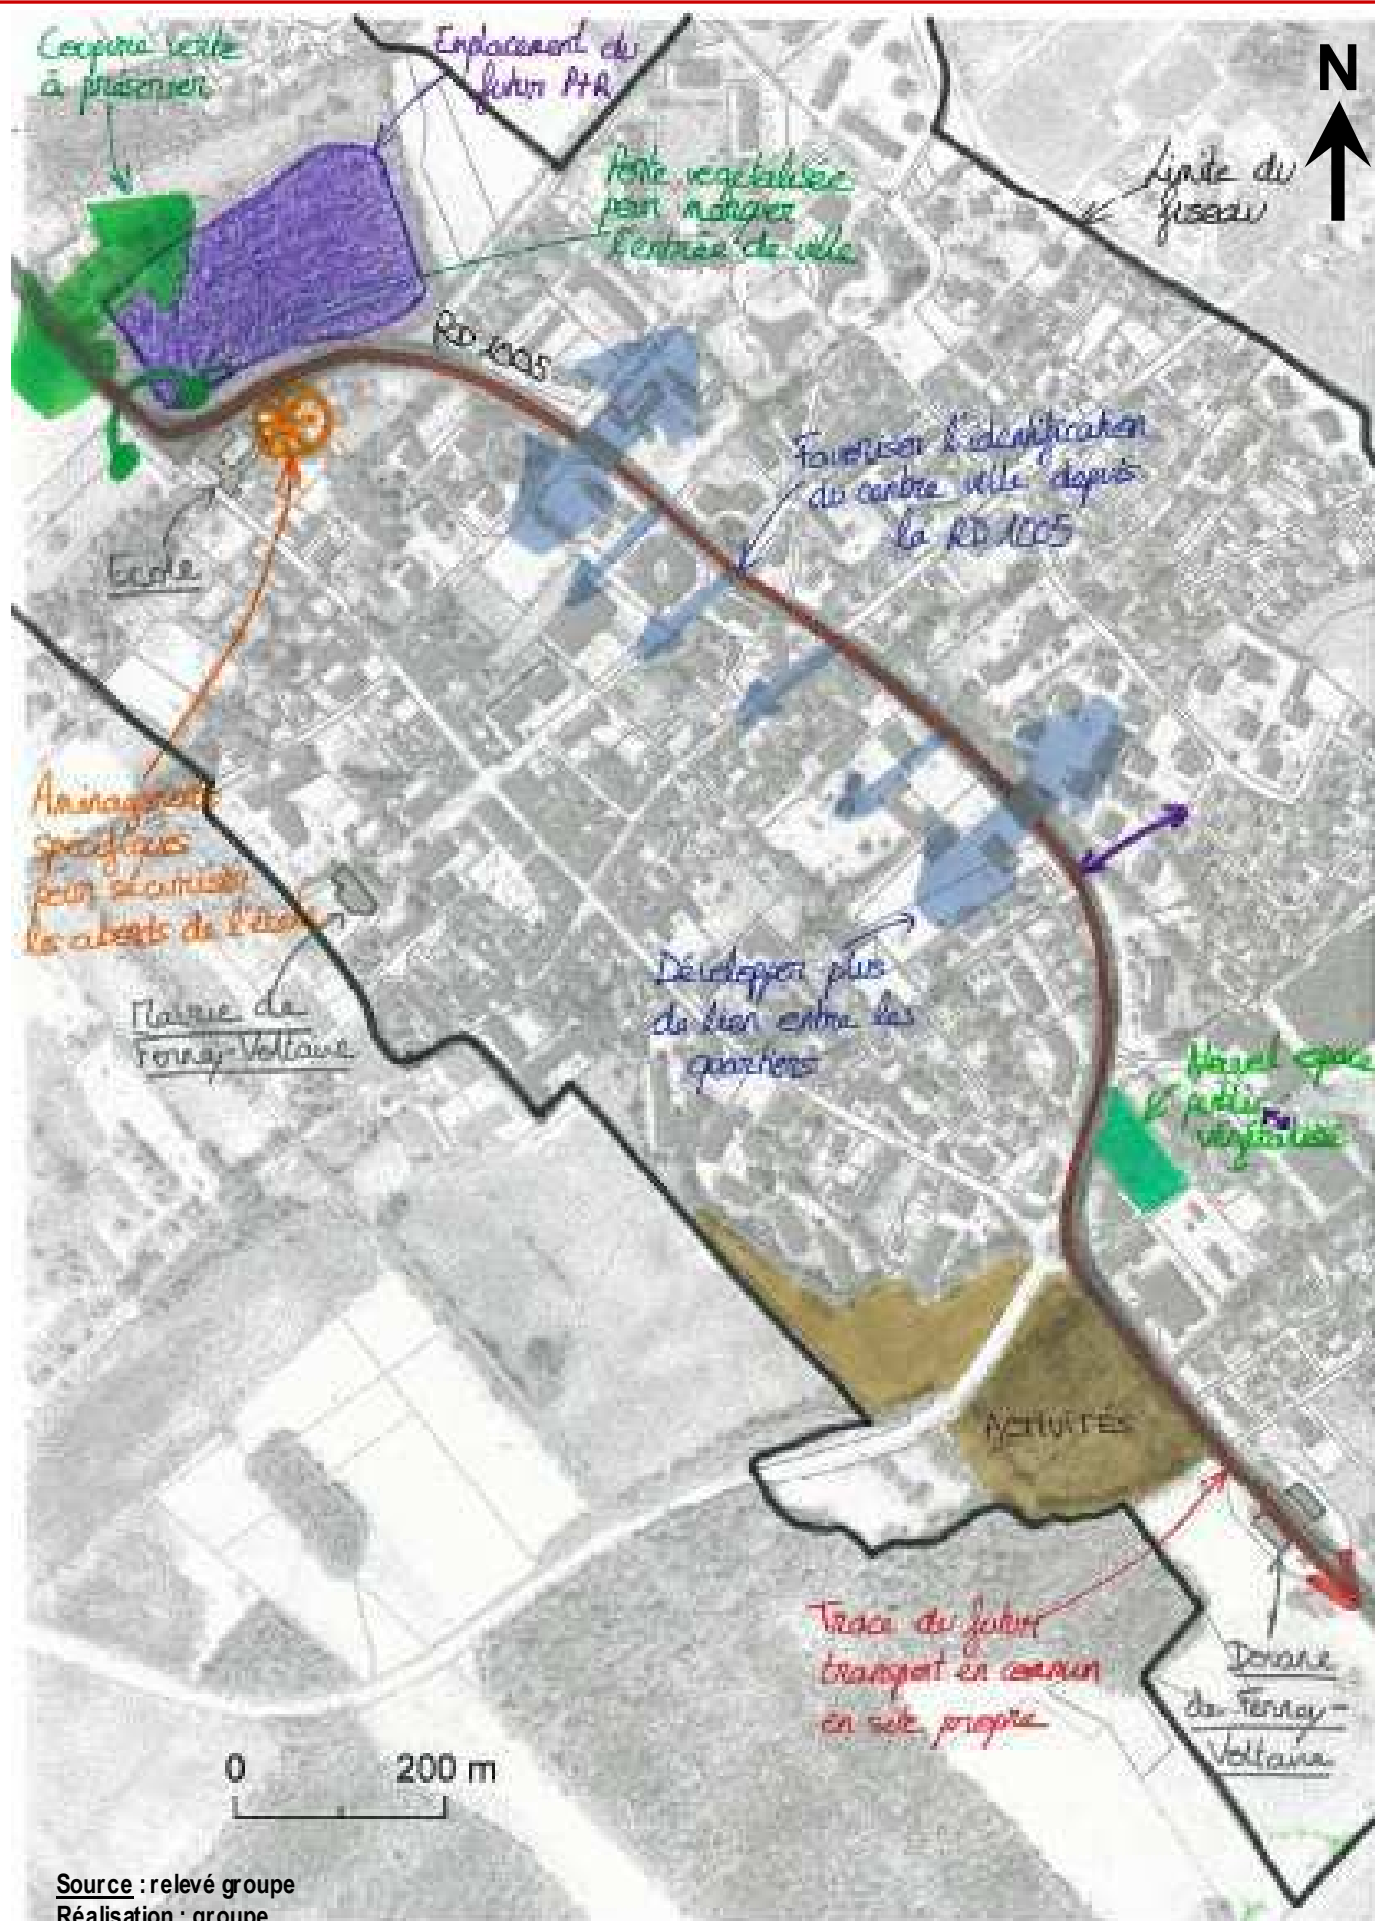 Coupure verte
à préserver
Emplacement du
futur P+R
N
Porte végétalisée
pour marquer
l'entrée de ville
Limite du
fuseau
RD 1005
Favoriser l'identification
du centre ville depuis
la RD 1005
Ecole
Aménagements
spécifiques
pour sécuriser
les abords de l'école
Mairie de
Ferney-Voltaire
Développer plus
de lien entre les
quartiers
Nouvel espace
public
végétalisé
ACTIVITÉS
Tracé du futur
transport en commun
en site propre
Douane
de Ferney-
Voltaire
0 200 m
Source : relevé groupe
Réalisation : groupe